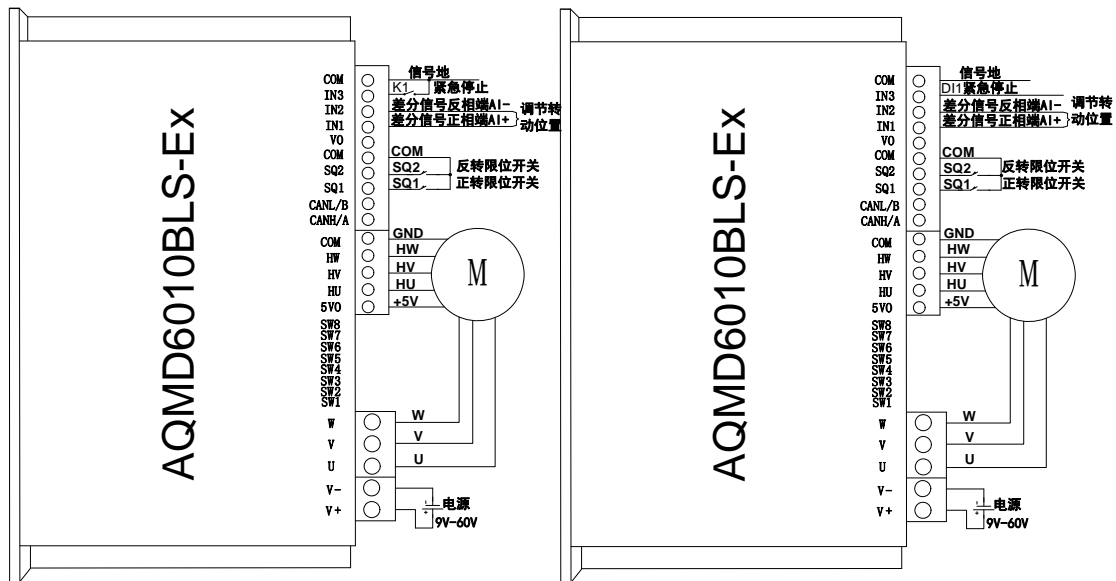 AQMD6010BLS-Ex
COM
IN3
IN2
IN1
VO
COM
SQ2
SQ1
CANL/B
CANH/A
COM
HW
HV
HU
5VO
SW8
SW7
SW6
SW5
SW4
SW3
SW2
SW1
W
V
U
V-
V+
信号地
K1 紧急停止
差分信号反相端AI-
差分信号正相端AI+
调节转
动位置
COM
SQ2 反转限位开关
SQ1 正转限位开关
GND
HW
HV
HU
+5V
M
W
V
U
电源
9V-60V
AQMD6010BLS-Ex
COM
IN3
IN2
IN1
VO
COM
SQ2
SQ1
CANL/B
CANH/A
COM
HW
HV
HU
5VO
SW8
SW7
SW6
SW5
SW4
SW3
SW2
SW1
W
V
U
V-
V+
信号地
DI1紧急停止
差分信号反相端AI-
差分信号正相端AI+
调节转
动位置
COM
SQ2 反转限位开关
SQ1 正转限位开关
GND
HW
HV
HU
+5V
M
W
V
U
电源
9V-60V